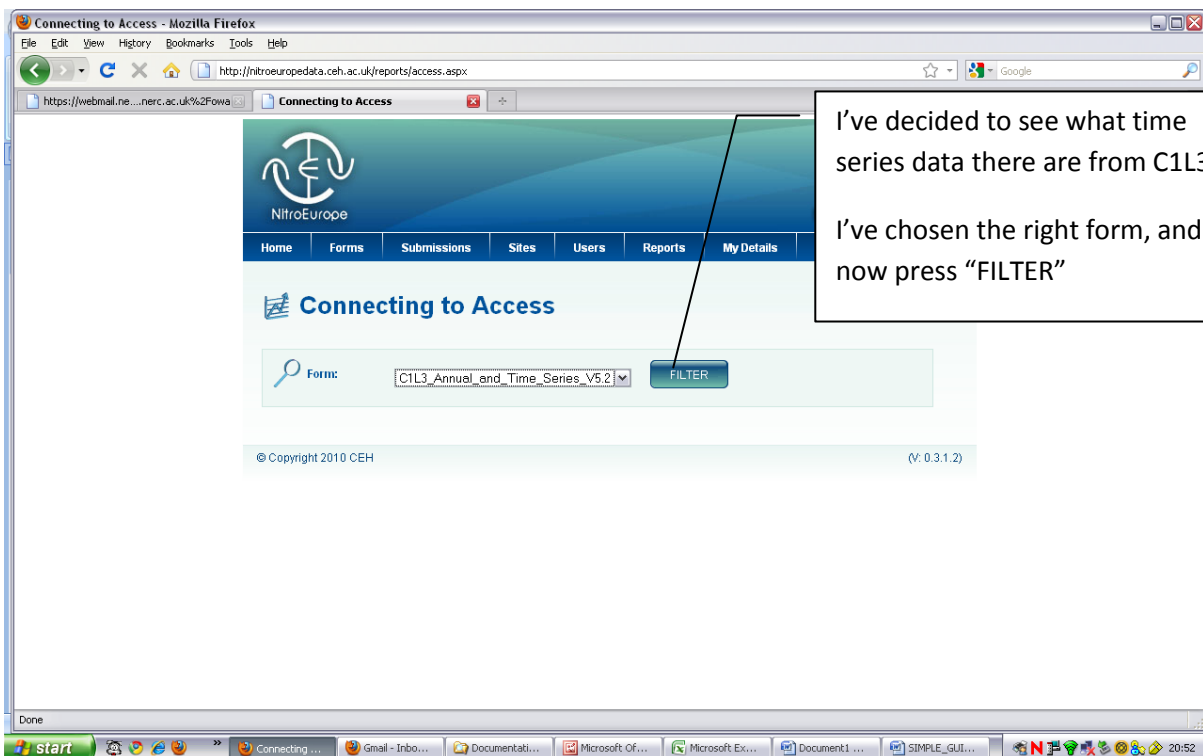 Connecting to Access - Mozilla Firefox
File Edit View History Bookmarks Tools Help
http://nitroeuropedata.ceh.ac.uk/reports/access.aspx
Google
https://webmail.ne....nerc.ac.uk%2Fowa
Connecting to Access
I've decided to see what time
series data there are from C1L3
I've chosen the right form, and
now press “FILTER”
NEU
NitroEurope
Home Forms Submissions Sites Users Reports My Details
Connecting to Access
Form: C1L3_Annual_and_Time_Series_V5.2 FILTER
© Copyright 2010 CEH (V: 0.3.1.2)
Done
start » Connecting ... Gmail - Inbo... Documentati... Microsoft Of... Microsoft Ex... Document1 ... SIMPLE_GUI... 20:52